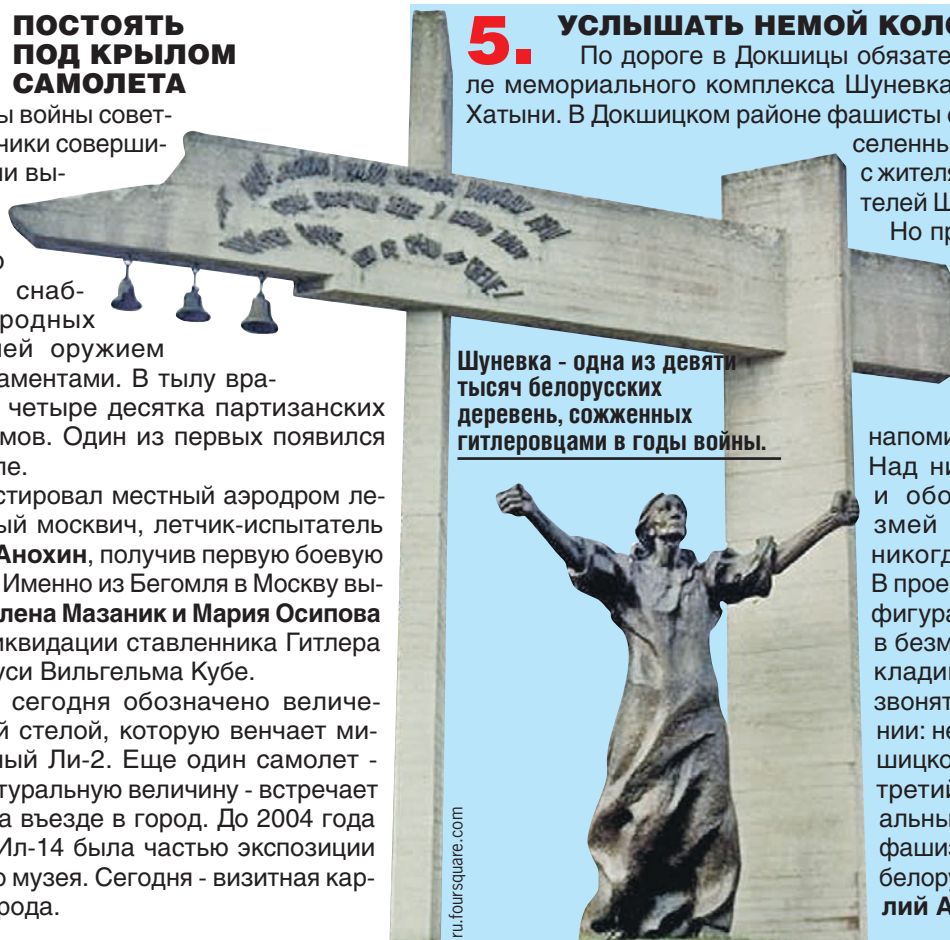 ПОСТОЯТЬ
ПОД КРЫЛОМ
САМОЛЕТА
ы войны совет-
ники соверши-
и вы-
о
снаб-
родных
ей оружием
аментами. В тылу вра-
четыре десятка партизанских
мов. Один из первых появился
ле.
стировал местный аэродром ле-
ый москвич, летчик-испытатель
Анохин, получив первую боевую
Именно из Бегомля в Москву вы-
лена Мазаник и Мария Осипова
иквидации ставленника Гитлера
уси Вильгельма Кубе.
сегодня обозначено величе-
й стелой, которую венчает ми-
ный Ли-2. Еще один самолет -
туральную величину - встречает
а въезде в город. До 2004 года
Ил-14 была частью экспозиции
о музея. Сегодня - визитная кар-
рода.
5. УСЛЫШАТЬ НЕМОЙ КОЛО
По дороге в Докшицы обязате
ле мемориального комплекса Шуневка
Хатыни. В Докшицком районе фашисты
селенны
с жителя
телей Ш
Но пр
Шуневка - одна из девяти
тысяч белорусских
деревень, сожженных
гитлеровцами в годы войны.
напоми
Над ни
и обо
змей
никогд
В прое
фигура
в безм
клади
звонят
нии: не
шицко
третий
альны
фашиз
белору
лий А
ru.foursquare.com